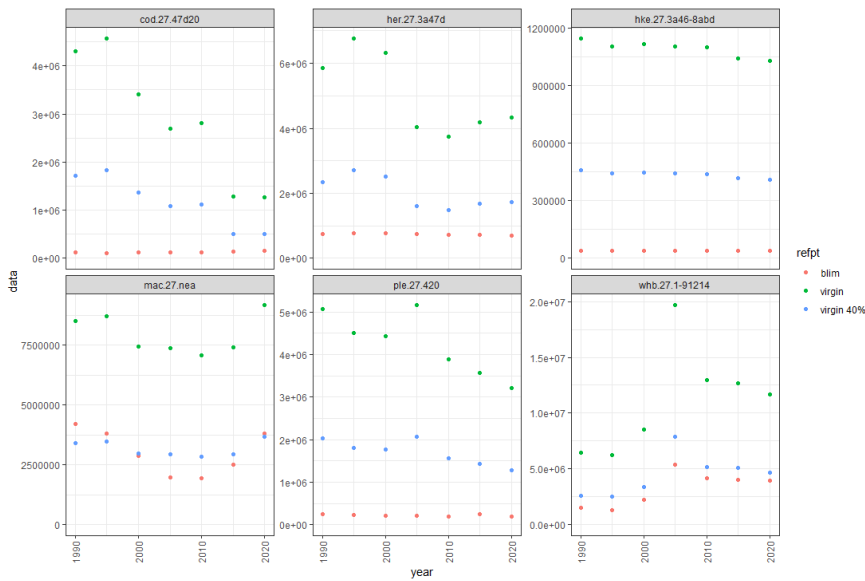 cod.27.47d20
her.27.3a47d
hke.27.3a46-8abd
4e+06
3e+06
2e+06
1e+06
0e+00
6e+06
4e+06
2e+06
0e+00
1200000
900000
600000
300000
0
mac.27.nea
ple.27.420
whb.27.1-91214
7500000
5000000
2500000
0
5e+06
4e+06
3e+06
2e+06
1e+06
0e+00
2.0e+07
1.5e+07
1.0e+07
5.0e+06
0.0e+00
1990
2000
2010
2020
1990
2000
2010
2020
1990
2000
2010
2020
data
year
refpt
blim
virgin
virgin 40%